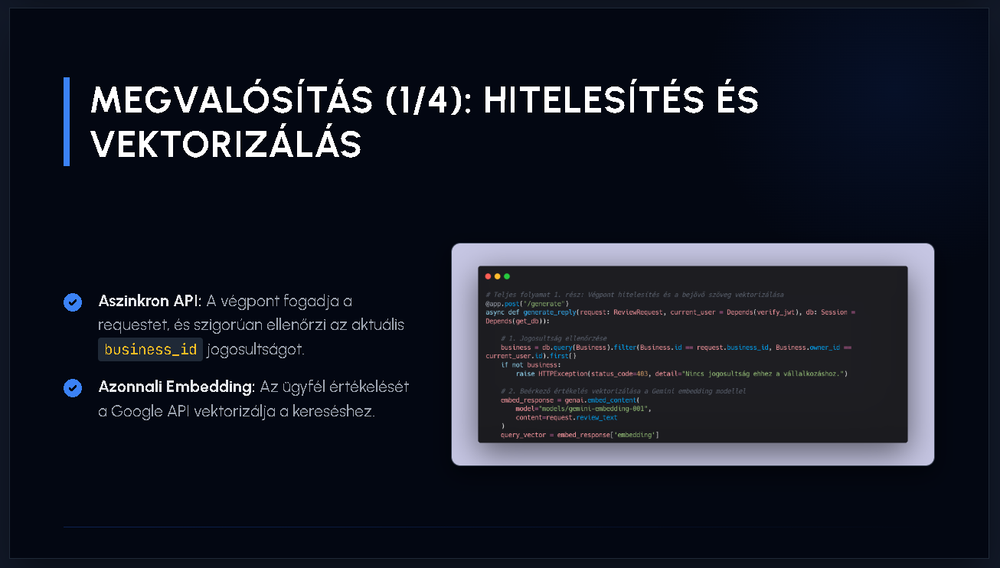 MEGVALÓSÍTÁS (1/4): HITELESÍTÉS ÉS
VEKTORIZÁLÁS
Aszinkron API: A végpont fogadja a
requestet, és szigorúan ellenőrzi az aktuális
business_id jogosultságot.
Azonnali Embedding: Az ügyfél értékelését
a Google API vektorizálja a kereséshez.
# Teljes folyamat 1. rész: Végpont hitelesítés és a bejövő szöveg vektorizálása
@app.post("/generate")
async def generate_reply(request: ReviewRequest, current_user = Depends(verify_jwt), db: Session =
Depends(get_db)):
# 1. Jogosultság ellenőrzése
business = db.query(Business).filter(Business.id == request.business_id, Business.owner_id ==
current_user.id).first()
if not business:
raise HTTPException(status_code=403, detail="Nincs jogosultság ehhez a vállalkozáshoz.")
# 2. Beérkező értékelés vektorizálása a Gemini embedding modellel
embed_response = genai.embed_content(
model="models/gemini-embedding-001",
content=request.review_text
)
query_vector = embed_response['embedding']